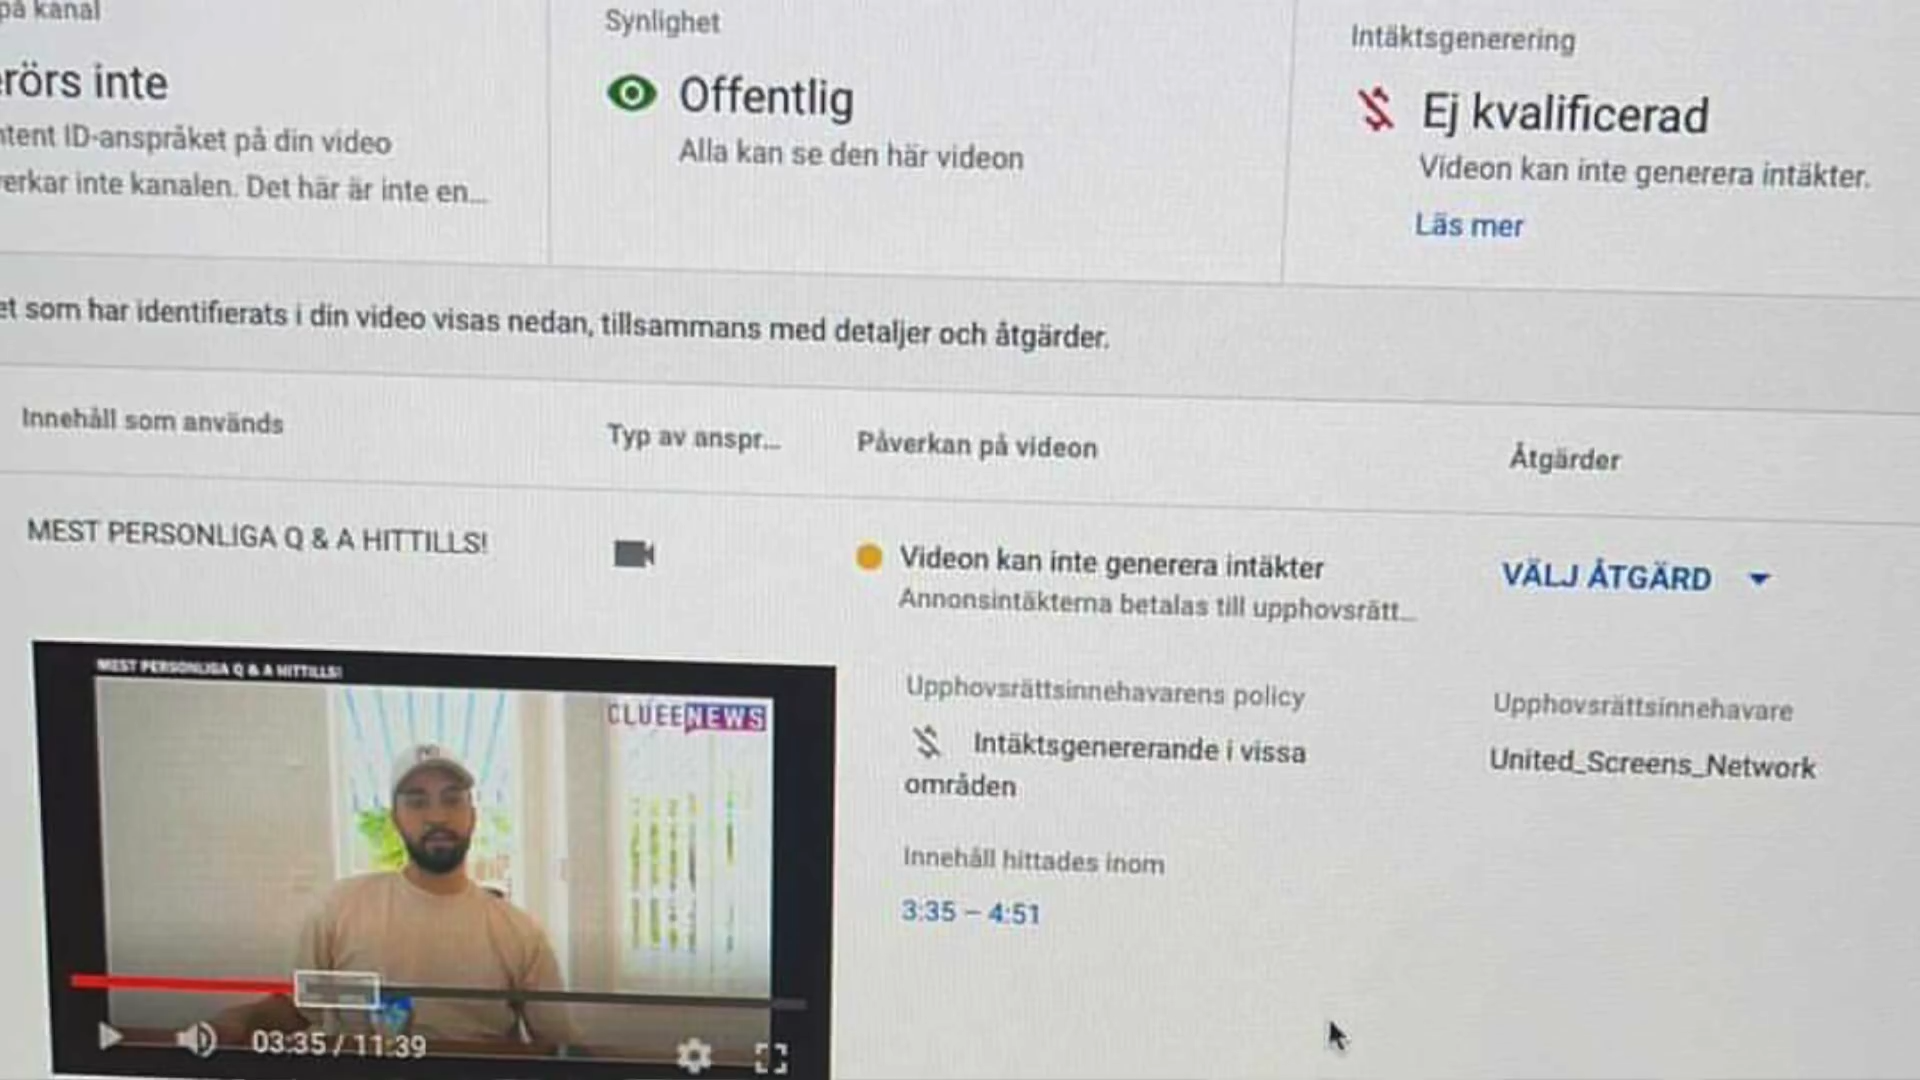 på kanal
Synlighet
Intäktsgenerering
rörs inte
Offentlig
Ej kvalificerad
ntent ID-anspråket på din video
Alla kan se den här videon
Videon kan inte generera intäkter.
verkar inte kanalen. Det här är inte en...
Läs mer
et som har identifierats i din video visas nedan, tillsammans med detaljer och åtgärder.
Innehåll som används
Typ av anspr...
Påverkan på videon
Åtgärder
MEST PERSONLIGA Q & A HITTILLS!
Videon kan inte generera intäkter
VÄLJ ÅTGÄRD
Annonsintäkterna betalas till upphovsrätt...
MEST PERSONLIGA Q & A HITTILLS!
CLUEENEWS
Upphovsrättsinnehavarens policy
Upphovsrättsinnehavare
Intäktsgenererande i vissa
områden
United_Screens_Network
Innehåll hittades inom
3:35 – 4:51
03:35 / 11:39